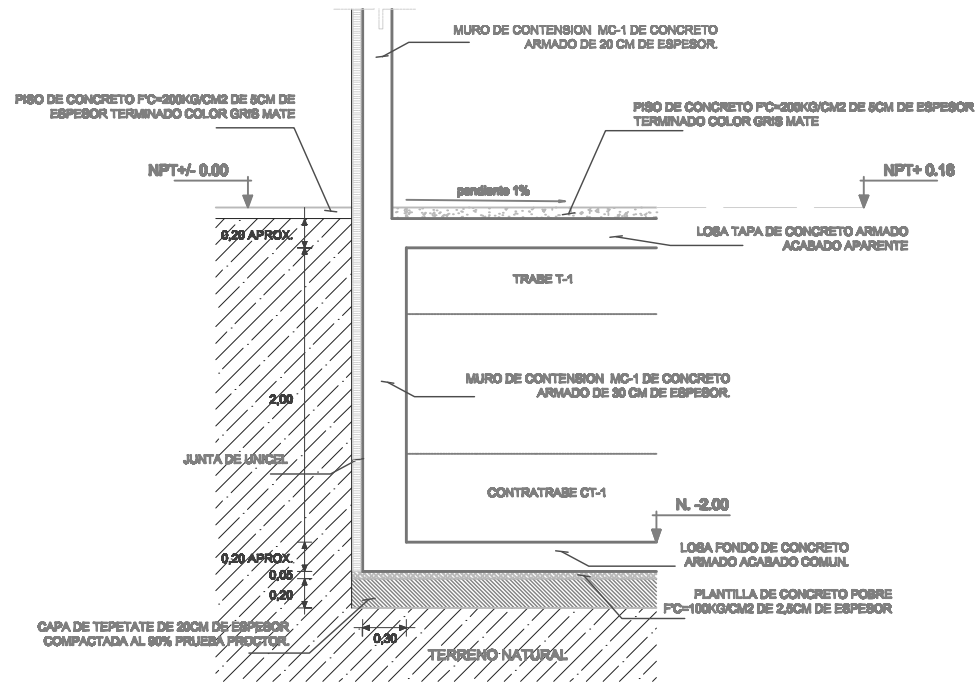 MURO DE CONTENSION MC-1 DE CONCRETO
ARMADO DE 20 CM DE ESPESOR.
PISO DE CONCRETO F'C=200KG/CM2 DE 5CM DE
ESPESOR TERMINADO COLOR GRIS MATE
PISO DE CONCRETO F'C=200KG/CM2 DE 5CM DE ESPESOR
TERMINADO COLOR GRIS MATE
NPT+/- 0.00
pendiente 1%
NPT+ 0.16
0,20 APROX.
LOSA TAPA DE CONCRETO ARMADO
ACABADO APARENTE
TRABE T-1
MURO DE CONTENSION MC-1 DE CONCRETO
ARMADO DE 30 CM DE ESPESOR.
2,00
JUNTA DE UNICEL
CONTRATRABE CT-1
N. -2.00
0,20 APROX.
LOSA FONDO DE CONCRETO
ARMADO ACABADO COMUN.
0,05
0,20
PLANTILLA DE CONCRETO POBRE
F'C=100KG/CM2 DE 2,5CM DE ESPESOR
CAPA DE TEPETATE DE 20CM DE ESPESOR
COMPACTADA AL 90% PRUEBA PROCTOR.
0,30
TERRENO NATURAL